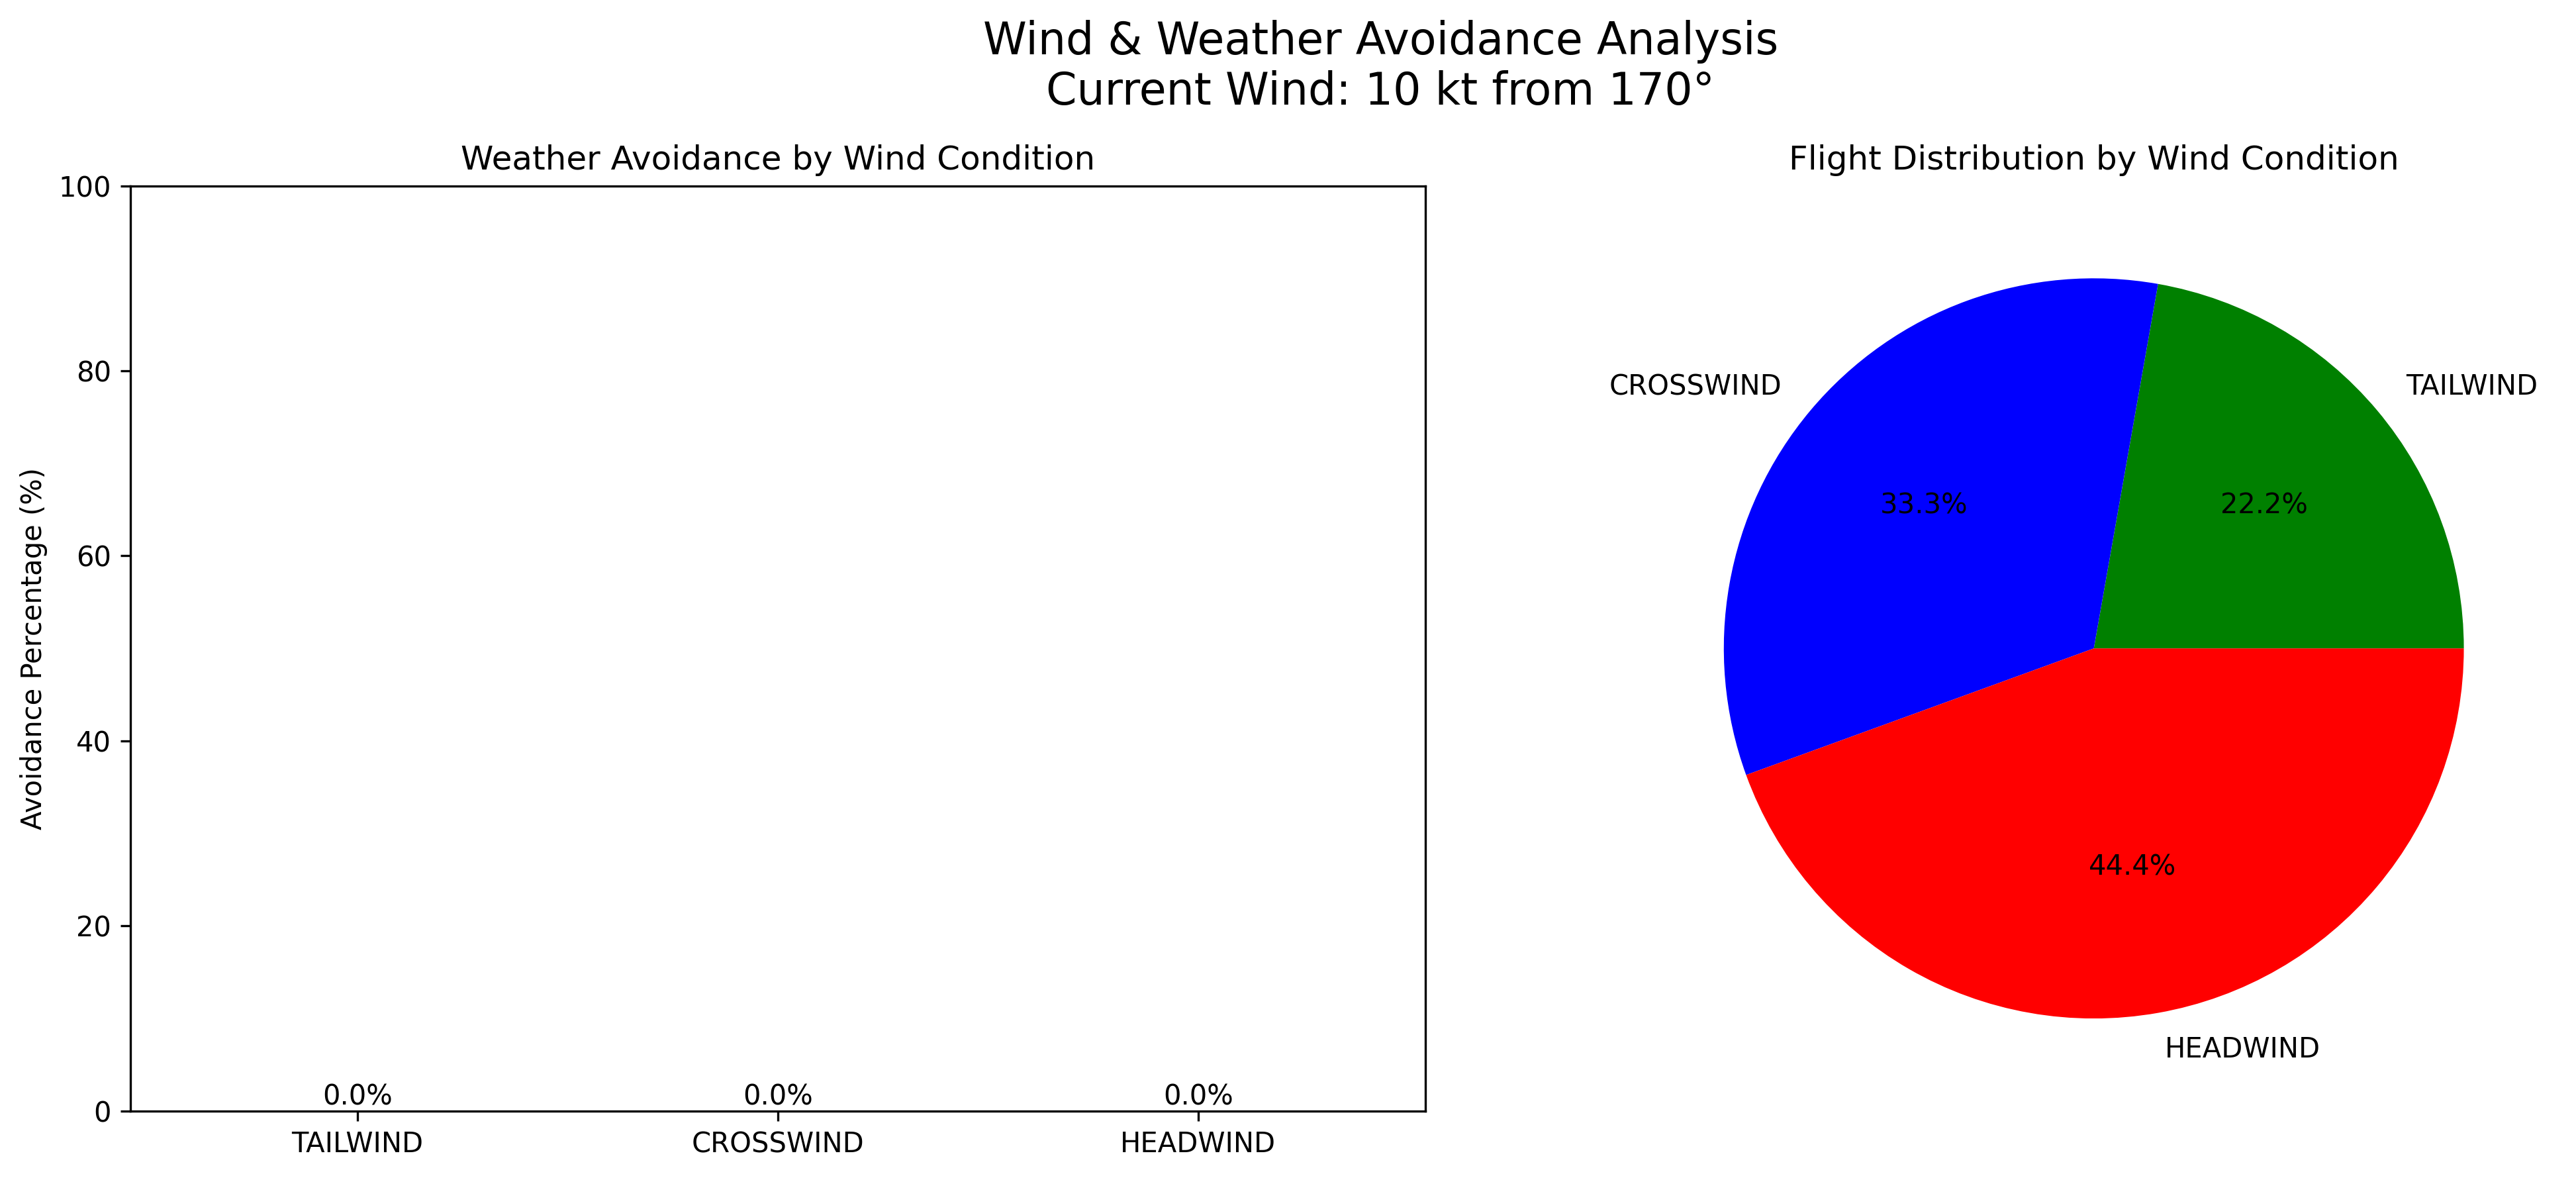 Wind & Weather Avoidance Analysis
Current Wind: 10 kt from 170°
Weather Avoidance by Wind Condition
Avoidance Percentage (%)
100
80
60
40
20
0
0.0%
0.0%
0.0%
TAILWIND
CROSSWIND
HEADWIND
Flight Distribution by Wind Condition
CROSSWIND
TAILWIND
33.3%
22.2%
44.4%
HEADWIND